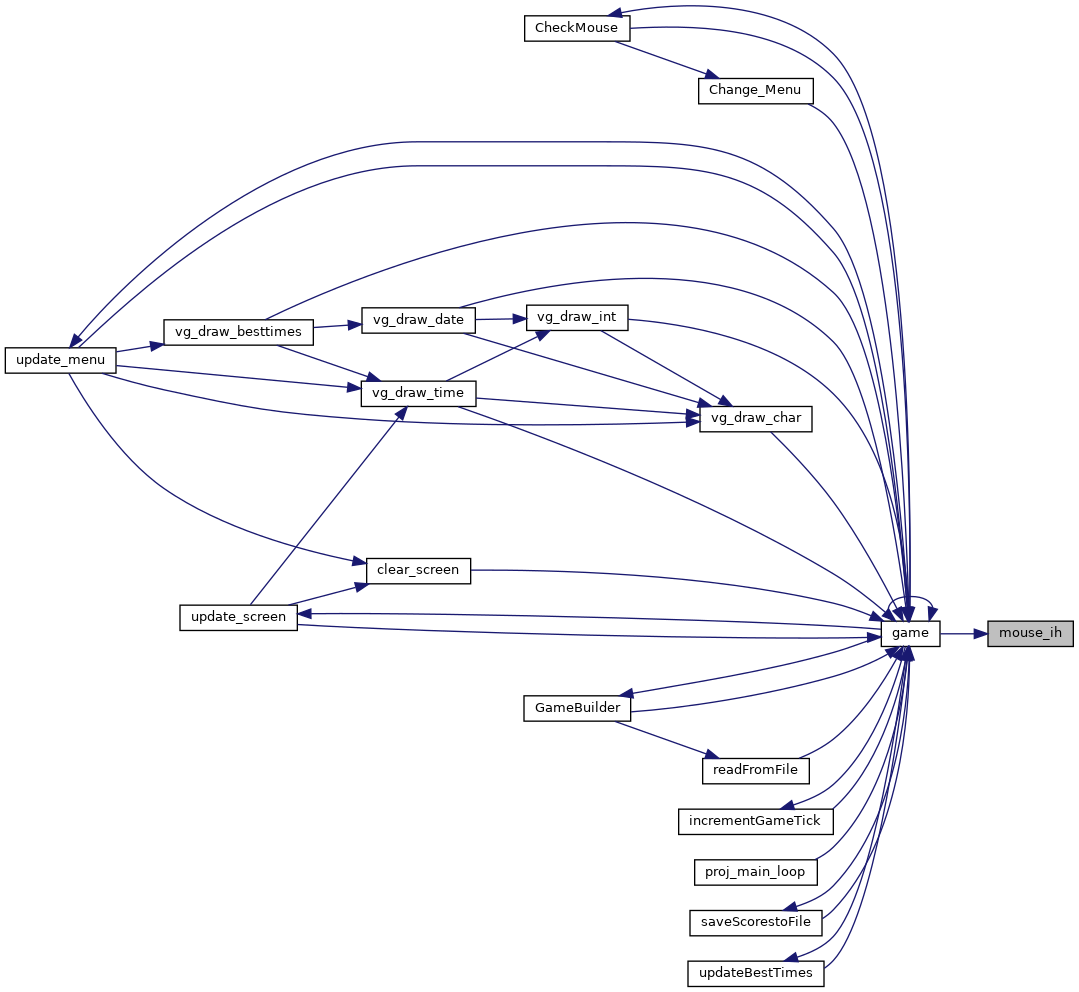 CheckMouse
Change_Menu
vg_draw_int
vg_draw_date
vg_draw_besttimes
update_menu
vg_draw_time
vg_draw_char
clear_screen
update_screen
game
mouse_ih
GameBuilder
readFromFile
incrementGameTick
proj_main_loop
saveScorestoFile
updateBestTimes